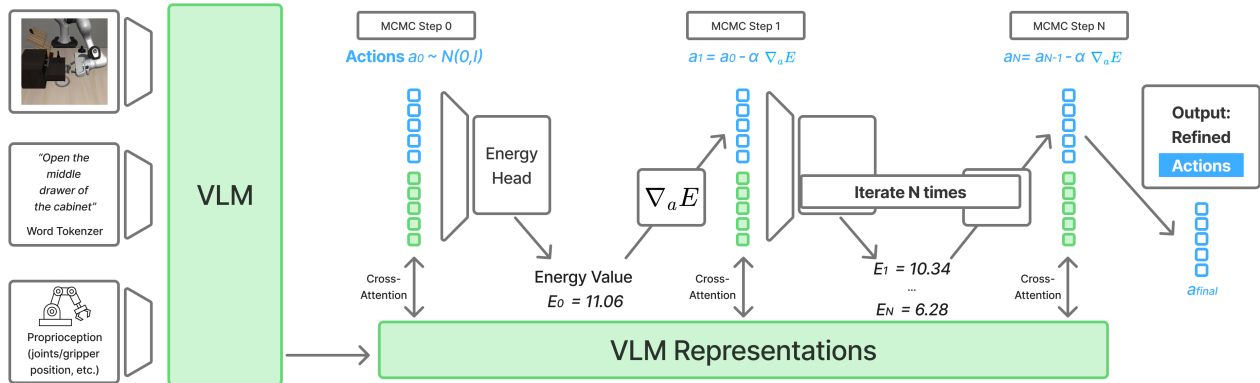 “Open the
middle
drawer of
the cabinet”
Word Tokenzer
Proprioception
(joints/gripper
position, etc.)
VLM
MCMC Step 0
Actions a0 ~ N(0,I)
Energy
Head
Energy Value
E0 = 11.06
Cross-
Attention
∇aE
MCMC Step 1
a1 = a0 - α ∇aE
Cross-
Attention
Iterate N times
E1 = 10.34
...
EN = 6.28
MCMC Step N
aN= aN-1 - α ∇aE
Cross-
Attention
Output:
Refined
Actions
afinal
VLM Representations